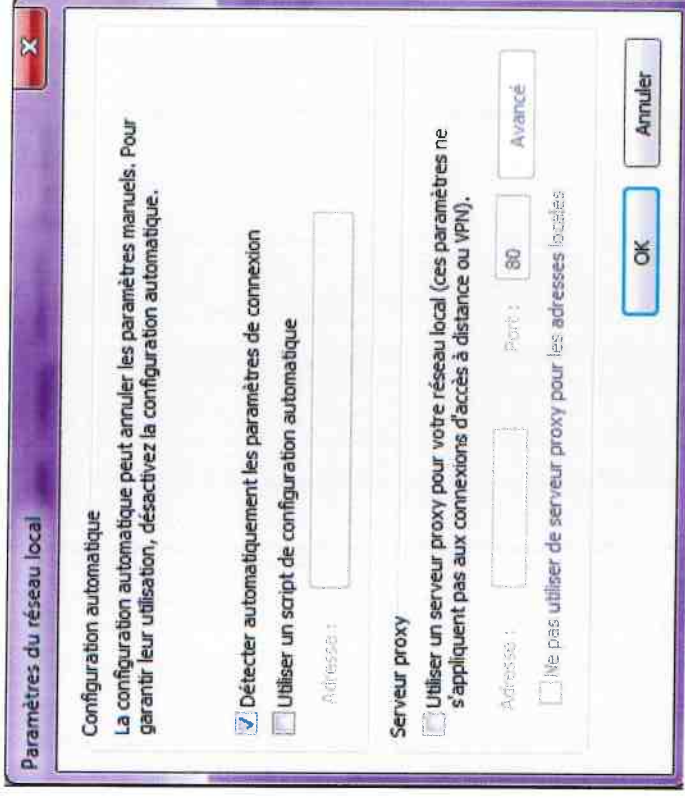 Paramètres du réseau local
Configuration automatique
La configuration automatique peut annuler les paramètres manuels. Pour
garantir leur utilisation, désactivez la configuration automatique.
Détecter automatiquement les paramètres de connexion
Utiliser un script de configuration automatique
Adresse :
Serveur proxy
Utiliser un serveur proxy pour votre réseau local (ces paramètres ne
s'appliquent pas aux connexions d'accès à distance ou VPN).
Adresse : Port : 80 Avancé
Ne pas utiliser de serveur proxy pour les adresses locales
OK Annuler